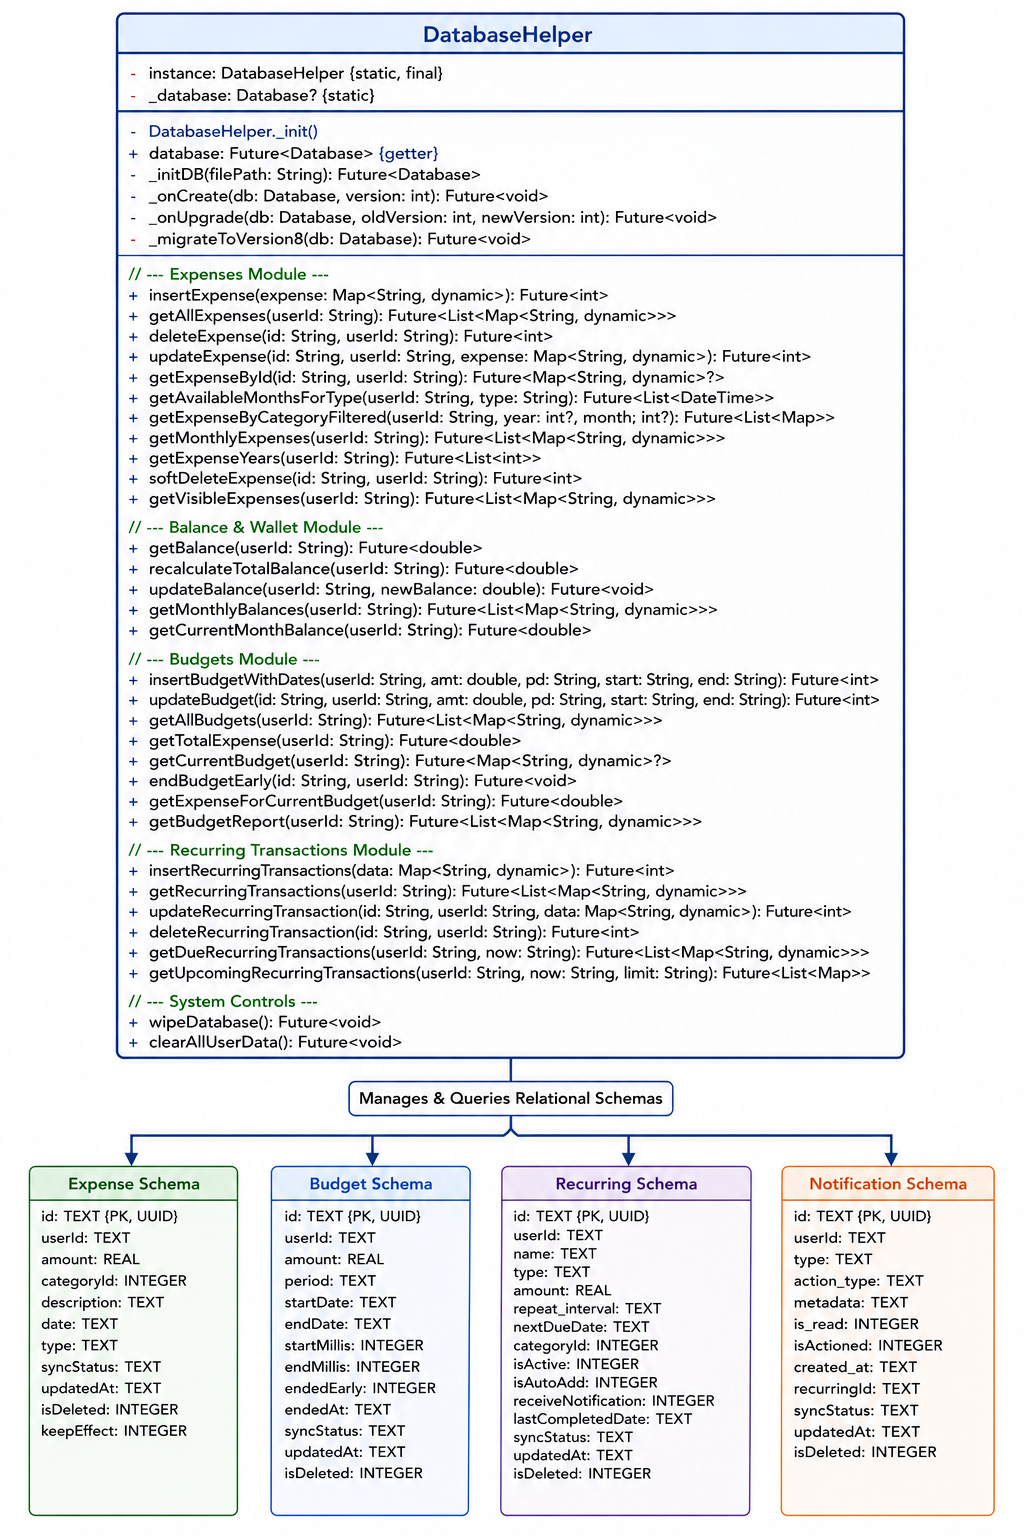 DatabaseHelper
- instance: DatabaseHelper {static, final}
- _database: Database? {static}
- DatabaseHelper._init()
+ database: Future<Database> {getter}
- _initDB(filePath: String): Future<Database>
- _onCreate(db: Database, version: int): Future<void>
- _onUpgrade(db: Database, oldVersion: int, newVersion: int): Future<void>
- _migrateToVersion8(db: Database): Future<void>
// --- Expenses Module ---
+ insertExpense(expense: Map<String, dynamic>): Future<int>
+ getAllExpenses(userId: String): Future<List<Map<String, dynamic>>>
+ deleteExpense(id: String, userId: String): Future<int>
+ updateExpense(id: String, userId: String, expense: Map<String, dynamic>): Future<int>
+ getExpenseById(id: String, userId: String): Future<Map<String, dynamic>?>
+ getAvailableMonthsForType(userId: String, type: String): Future<List<DateTime>>
+ getExpenseByCategoryFiltered(userId: String, year: int?, month; int?): Future<List<Map>>
+ getMonthlyExpenses(userId: String): Future<List<Map<String, dynamic>>>
+ getExpenseYears(userId: String): Future<List<int>>
+ softDeleteExpense(id: String, userId: String): Future<int>
+ getVisibleExpenses(userId: String): Future<List<Map<String, dynamic>>>
// --- Balance & Wallet Module ---
+ getBalance(userId: String): Future<double>
+ recalculateTotalBalance(userId: String): Future<double>
+ updateBalance(userId: String, newBalance: double): Future<void>
+ getMonthlyBalances(userId: String): Future<List<Map<String, dynamic>>>
+ getCurrentMonthBalance(userId: String): Future<double>
// --- Budgets Module ---
+ insertBudgetWithDates(userId: String, amt: double, pd: String, start: String, end: String): Future<int>
+ updateBudget(id: String, userId: String, amt: double, pd: String, start: String, end: String): Future<int>
+ getAllBudgets(userId: String): Future<List<Map<String, dynamic>>>
+ getTotalExpense(userId: String): Future<double>
+ getCurrentBudget(userId: String): Future<Map<String, dynamic>?>
+ endBudgetEarly(id: String, userId: String): Future<void>
+ getExpenseForCurrentBudget(userId: String): Future<double>
+ getBudgetReport(userId: String): Future<List<Map<String, dynamic>>>
// --- Recurring Transactions Module ---
+ insertRecurringTransactions(data: Map<String, dynamic>): Future<int>
+ getRecurringTransactions(userId: String): Future<List<Map<String, dynamic>>>
+ updateRecurringTransaction(id: String, userId: String, data: Map<String, dynamic>): Future<int>
+ deleteRecurringTransaction(id: String, userId: String): Future<int>
+ getDueRecurringTransactions(userId: String, now: String): Future<List<Map<String, dynamic>>>
+ getUpcomingRecurringTransactions(userId: String, now: String, limit: String): Future<List<Map>>
// --- System Controls ---
+ wipeDatabase(): Future<void>
+ clearAllUserData(): Future<void>
Manages & Queries Relational Schemas
Expense Schema
id: TEXT {PK, UUID}
userId: TEXT
amount: REAL
categoryId: INTEGER
description: TEXT
date: TEXT
type: TEXT
syncStatus: TEXT
updatedAt: TEXT
isDeleted: INTEGER
keepEffect: INTEGER
Budget Schema
id: TEXT {PK, UUID}
userId: TEXT
amount: REAL
period: TEXT
startDate: TEXT
endDate: TEXT
startMillis: INTEGER
endMillis: INTEGER
endedEarly: INTEGER
endedAt: TEXT
syncStatus: TEXT
updatedAt: TEXT
isDeleted: INTEGER
Recurring Schema
id: TEXT {PK, UUID}
userId: TEXT
name: TEXT
type: TEXT
amount: REAL
repeat_interval: TEXT
nextDueDate: TEXT
categoryId: INTEGER
isActive: INTEGER
isAutoAdd: INTEGER
receiveNotification: INTEGER
lastCompletedDate: TEXT
syncStatus: TEXT
updatedAt: TEXT
isDeleted: INTEGER
Notification Schema
id: TEXT {PK, UUID}
userId: TEXT
type: TEXT
action_type: TEXT
metadata: TEXT
is_read: INTEGER
isActioned: INTEGER
created_at: TEXT
recurringId: TEXT
syncStatus: TEXT
updatedAt: TEXT
isDeleted: INTEGER